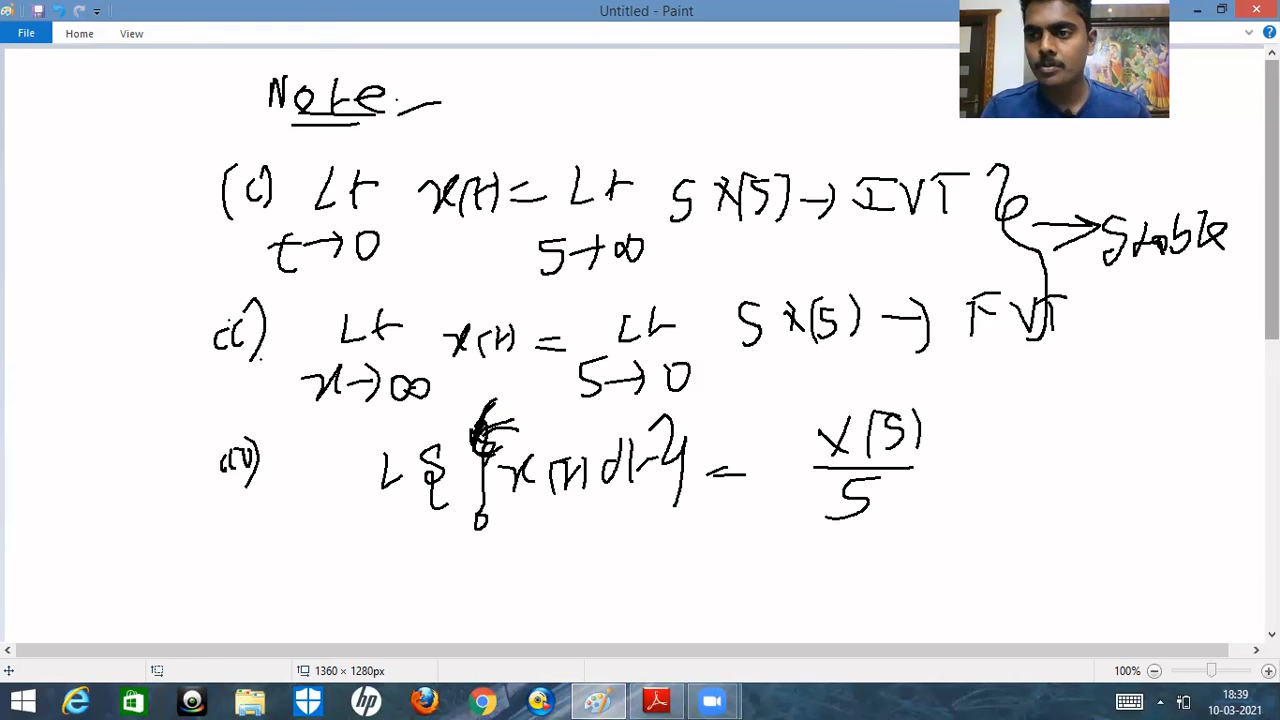 Untitled - Paint
File Home View
Note
(i) Lt x(t) = Lt S X(S) → IVT
t → 0 S → ∞
→ Stable
(ii) Lt x(t) = Lt S X(S) → FVT
x → ∞ S → 0
L { ∫ x(t) dt } = X(S)
0 S
1360 × 1280px
100%
18:39
10-03-2021